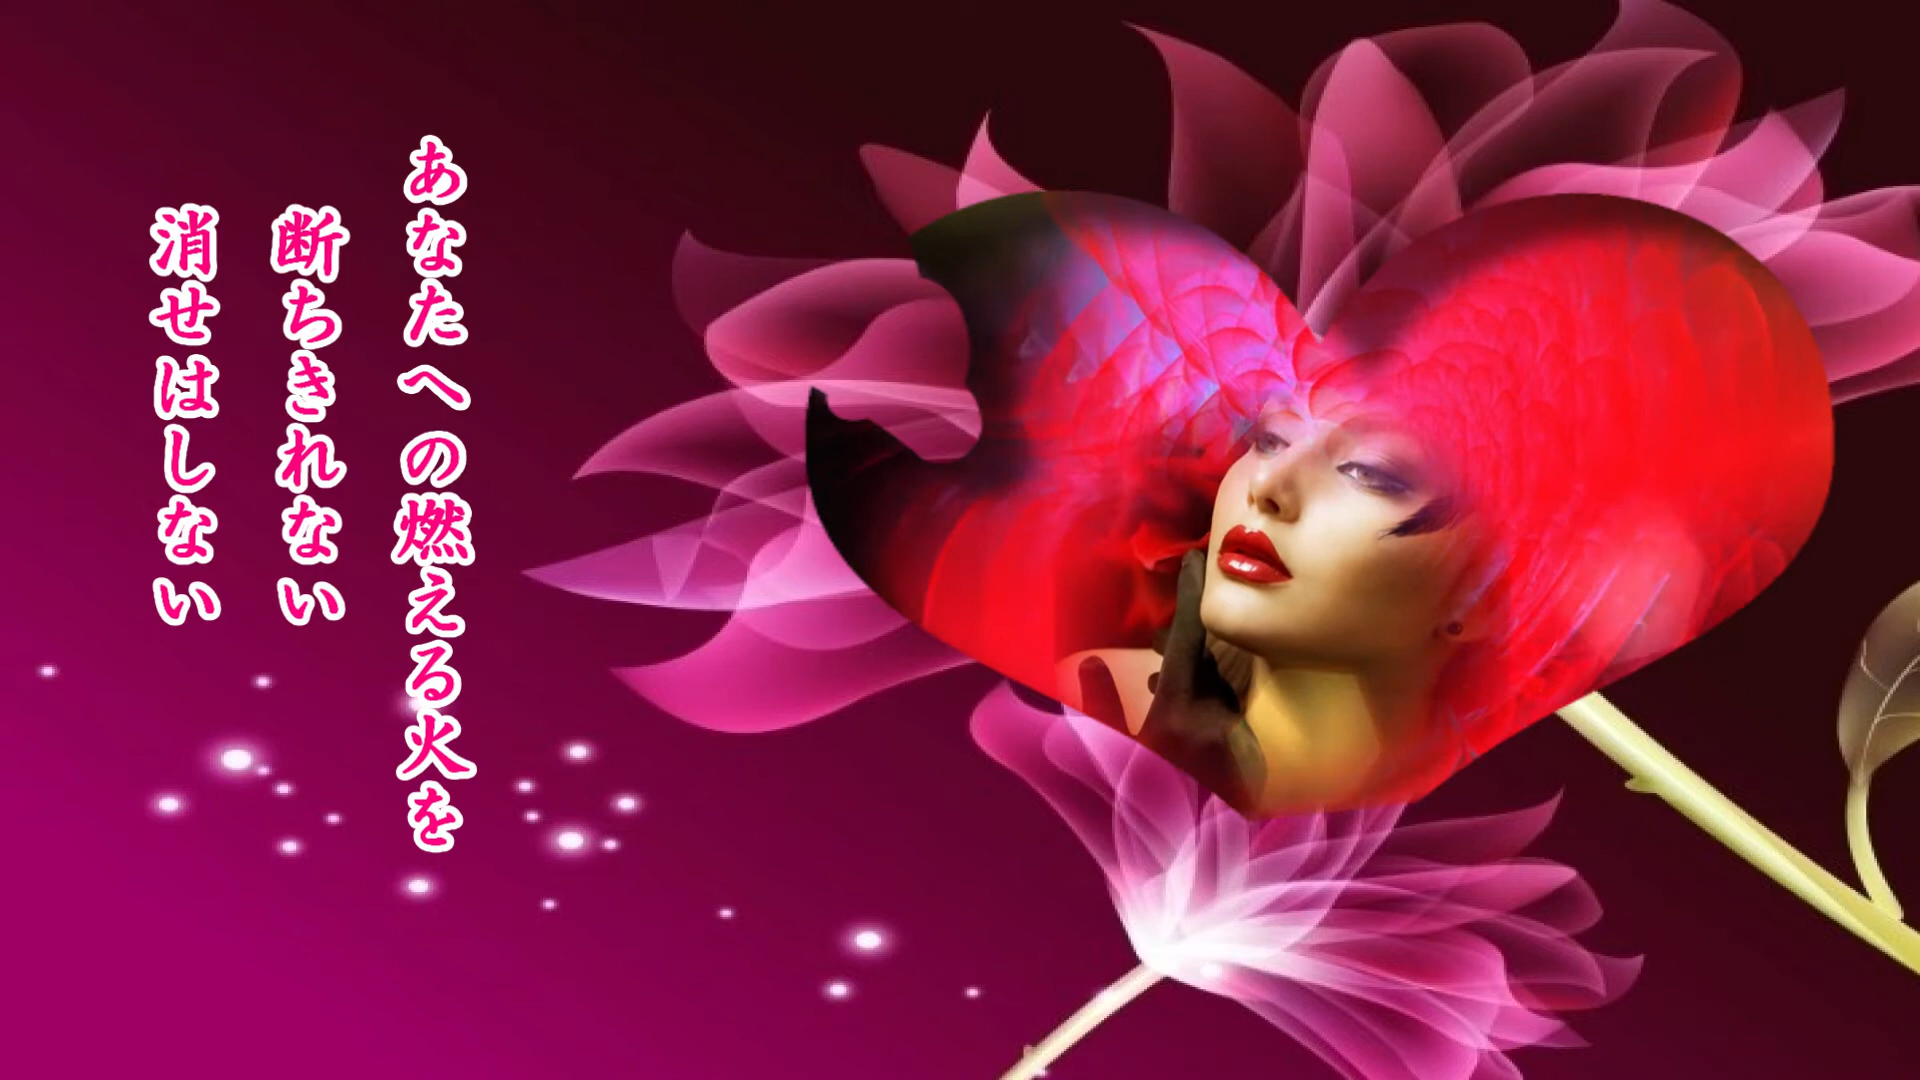 あなたへの燃える火を
断ちきれない
消せはしない